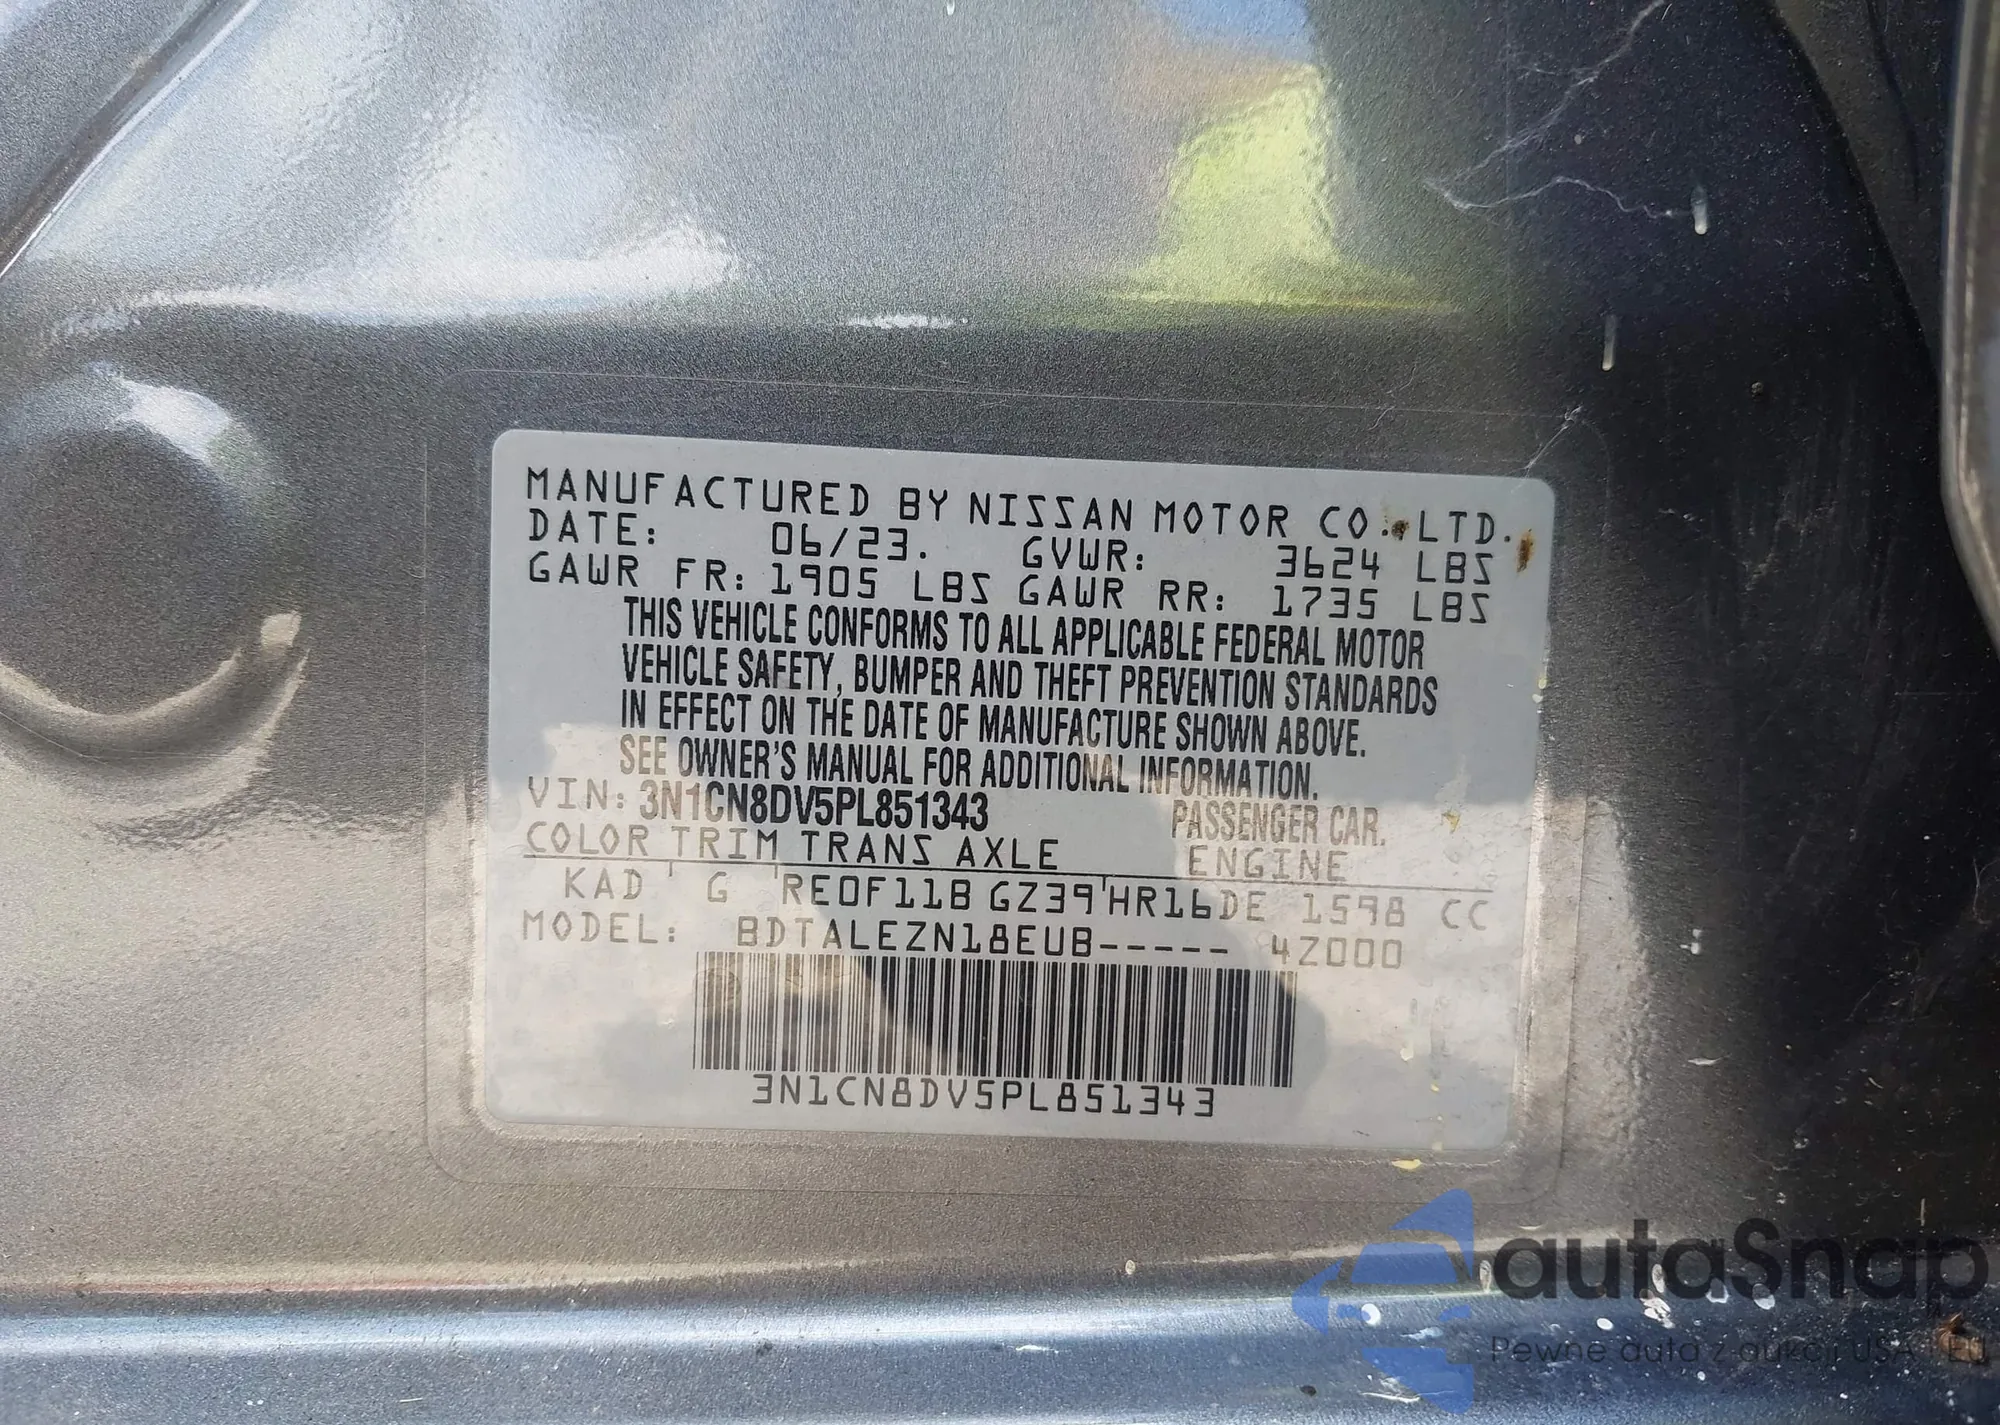 MANUFACTURED BY NISSAN MOTOR CO. LTD.
DATE: 06/23. GVWR: 3624 LBS
GAWR FR: 1905 LBS GAWR RR: 1735 LBS
THIS VEHICLE CONFORMS TO ALL APPLICABLE FEDERAL MOTOR
VEHICLE SAFETY, BUMPER AND THEFT PREVENTION STANDARDS
IN EFFECT ON THE DATE OF MANUFACTURE SHOWN ABOVE.
SEE OWNER'S MANUAL FOR ADDITIONAL INFORMATION.
VIN: 3N1CN8DV5PL851343 PASSENGER CAR.
COLOR TRIM TRANS AXLE ENGINE
KAD G RE0F11B GZ39 HR16DE 1598 CC
MODEL: BDTALEZN18EUB----- 4Z000
3N1CN8DV5PL851343
autaSnap
Pewne auta z aukcji USA i EU